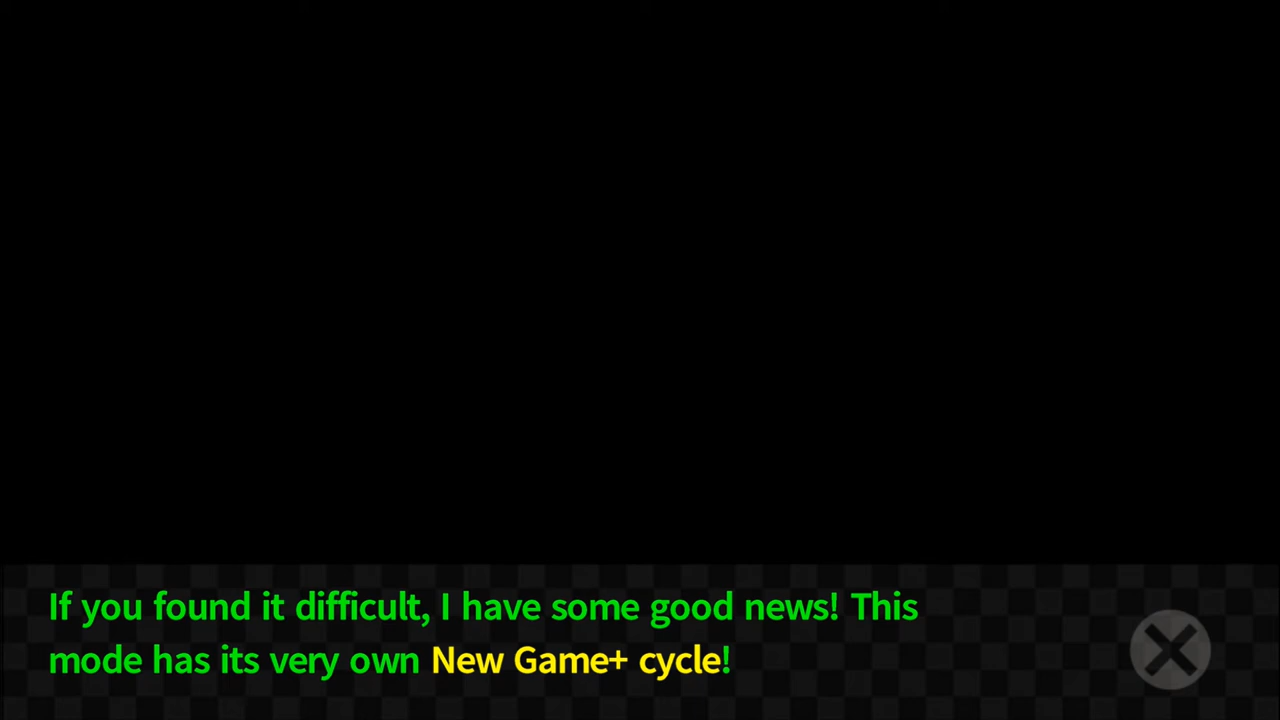 If you found it difficult, I have some good news! This
mode has its very own New Game+ cycle!